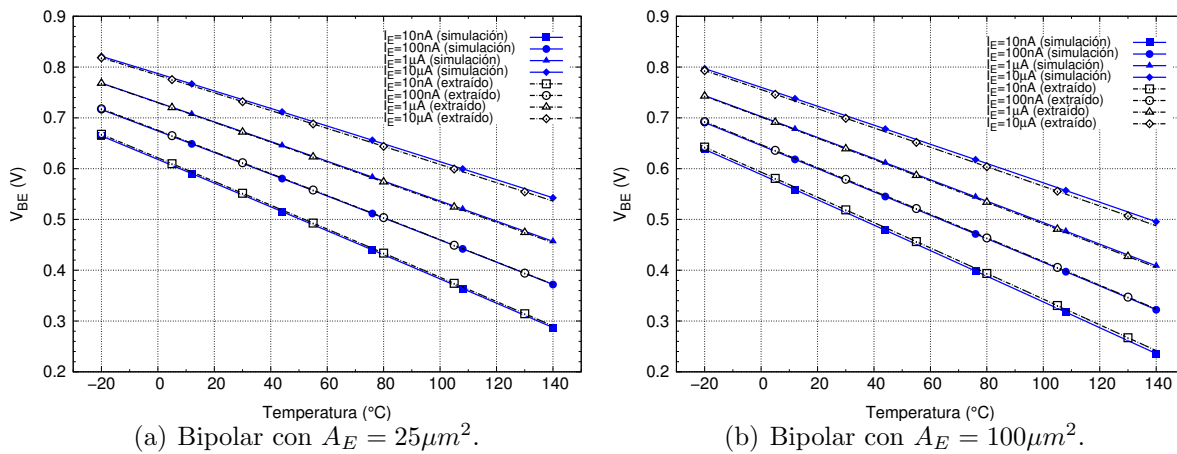 0.9
0.8
0.7
0.6
0.5
0.4
0.3
0.2
V_BE (V)
−20 0 20 40 60 80 100 120 140
Temperatura (°C)
I_E=10nA (simulación)
I_E=100nA (simulación)
I_E=1µA (simulación)
I_E=10µA (simulación)
I_E=10nA (extraído)
I_E=100nA (extraído)
I_E=1µA (extraído)
I_E=10µA (extraído)
(a) Bipolar con A_E = 25µm².
0.9
0.8
0.7
0.6
0.5
0.4
0.3
0.2
V_BE (V)
−20 0 20 40 60 80 100 120 140
Temperatura (°C)
I_E=10nA (simulación)
I_E=100nA (simulación)
I_E=1µA (simulación)
I_E=10µA (simulación)
I_E=10nA (extraído)
I_E=100nA (extraído)
I_E=1µA (extraído)
I_E=10µA (extraído)
(b) Bipolar con A_E = 100µm².